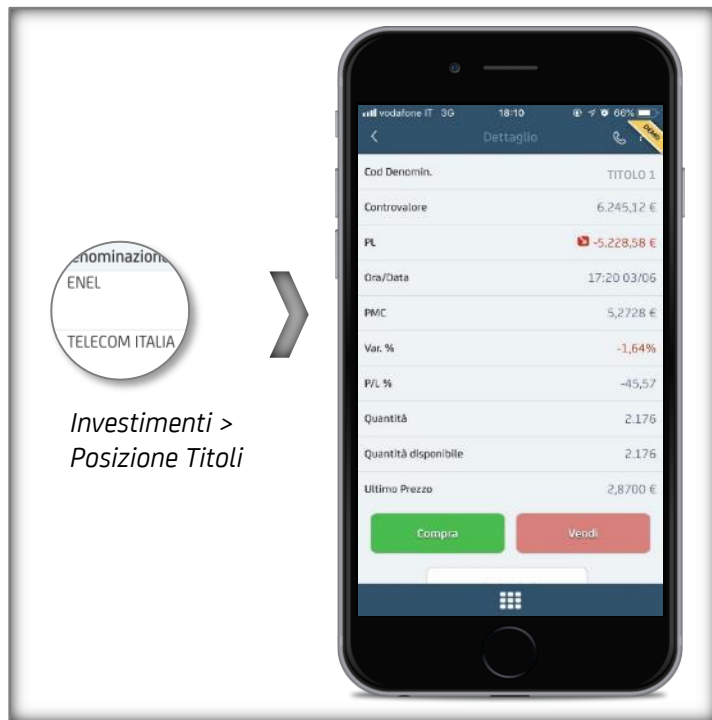 enominazione
ENEL
TELECOM ITALIA
Investimenti >
Posizione Titoli
vodafone IT 3G 18:10 66%
Dettaglio
DEMO
Cod Denomin. TITOLO 1
Controvalore 6.245,12 €
PL -5.228,58 €
Ora/Data 17:20 03/06
PMC 5,2728 €
Var. % -1,64%
P/L % -45,57
Quantità 2.176
Quantità disponibile 2.176
Ultimo Prezzo 2,8700 €
Compra Vendi